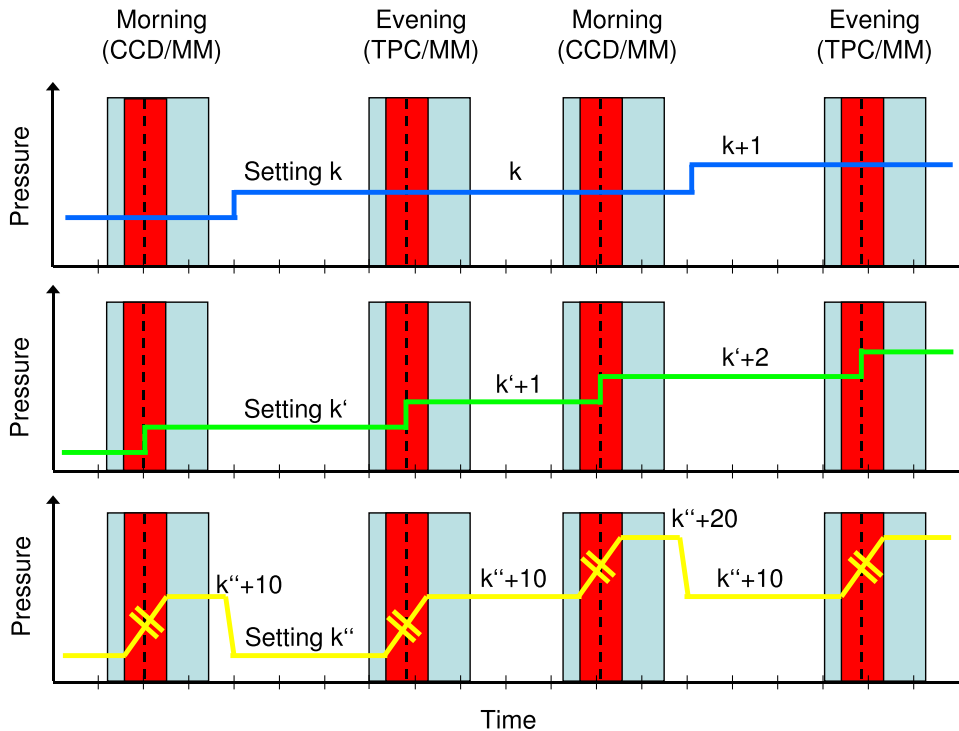 Morning
(CCD/MM)
Evening
(TPC/MM)
Morning
(CCD/MM)
Evening
(TPC/MM)
Pressure
Setting k
k
k+1
Pressure
Setting k‘
k‘+1
k‘+2
Pressure
k“+10
Setting k“
k“+10
k“+20
k“+10
Time